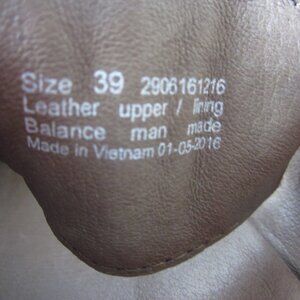 Size 39 2906161216
Leather upper / lining
Balance man made
Made in Vietnam 01-05-2016